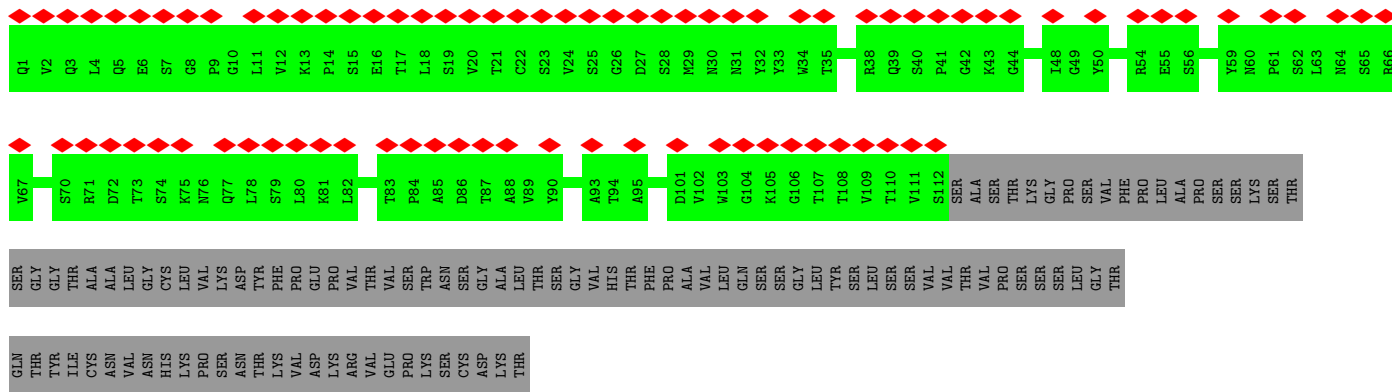 Q1 V2 Q3 L4 Q5 E6 S7 G8 P9 G10 L11 V12 K13 P14 S15 E16 T17 L18 S19 V20 T21 C22 S23 V24 S25 G26 D27 S28 M29 N30 N31 Y32 Y33 W34 T35 R38 Q39 S40 P41 G42 K43 G44 I48 G49 Y50 R54 E55 S56 Y59 N60 P61 S62 L63 N64 S65 R66
V67 S70 R71 D72 T73 S74 K75 N76 Q77 L78 S79 L80 K81 L82 T83 P84 A85 D86 T87 A88 V89 Y90 A93 T94 A95 D101 V102 W103 G104 K105 G106 T107 T108 V109 T110 V111 S112 SER ALA SER THR LYS GLY PRO SER VAL PHE PRO LEU ALA PRO SER SER LYS SER THR
SER GLY GLY THR ALA ALA LEU GLY CYS LEU VAL LYS ASP TYR PHE PRO GLU PRO VAL THR VAL SER TRP ASN SER GLY ALA LEU THR SER GLY VAL HIS THR PHE PRO ALA VAL LEU GLN SER SER GLY LEU TYR SER LEU SER SER VAL VAL THR VAL PRO SER SER SER LEU GLY THR
GLN THR TYR ILE CYS ASN VAL ASN HIS LYS PRO SER ASN THR LYS VAL ASP LYS ARG VAL GLU PRO LYS SER CYS ASP LYS THR